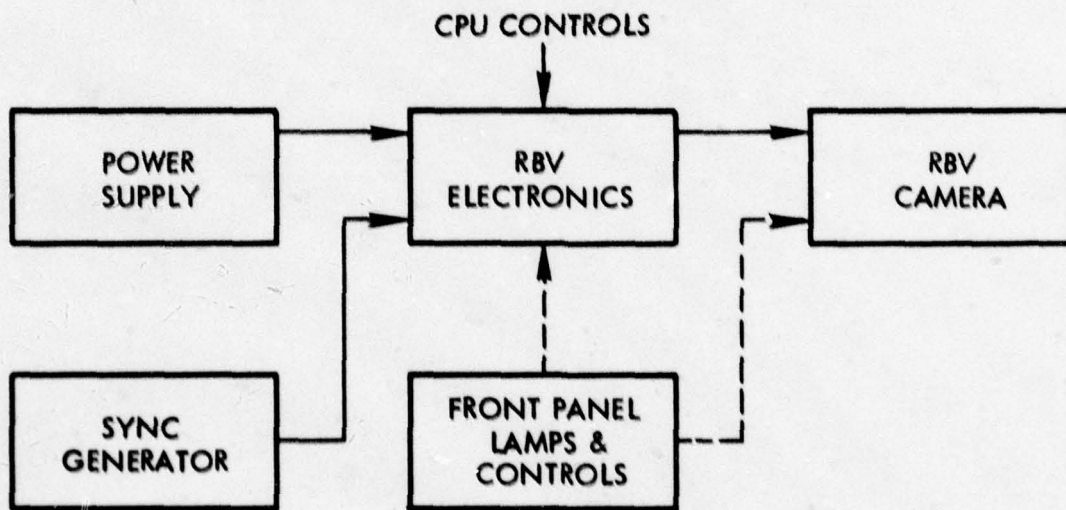 CPU CONTROLS
POWER
SUPPLY
RBV
ELECTRONICS
RBV
CAMERA
SYNC
GENERATOR
FRONT PANEL
LAMPS &
CONTROLS